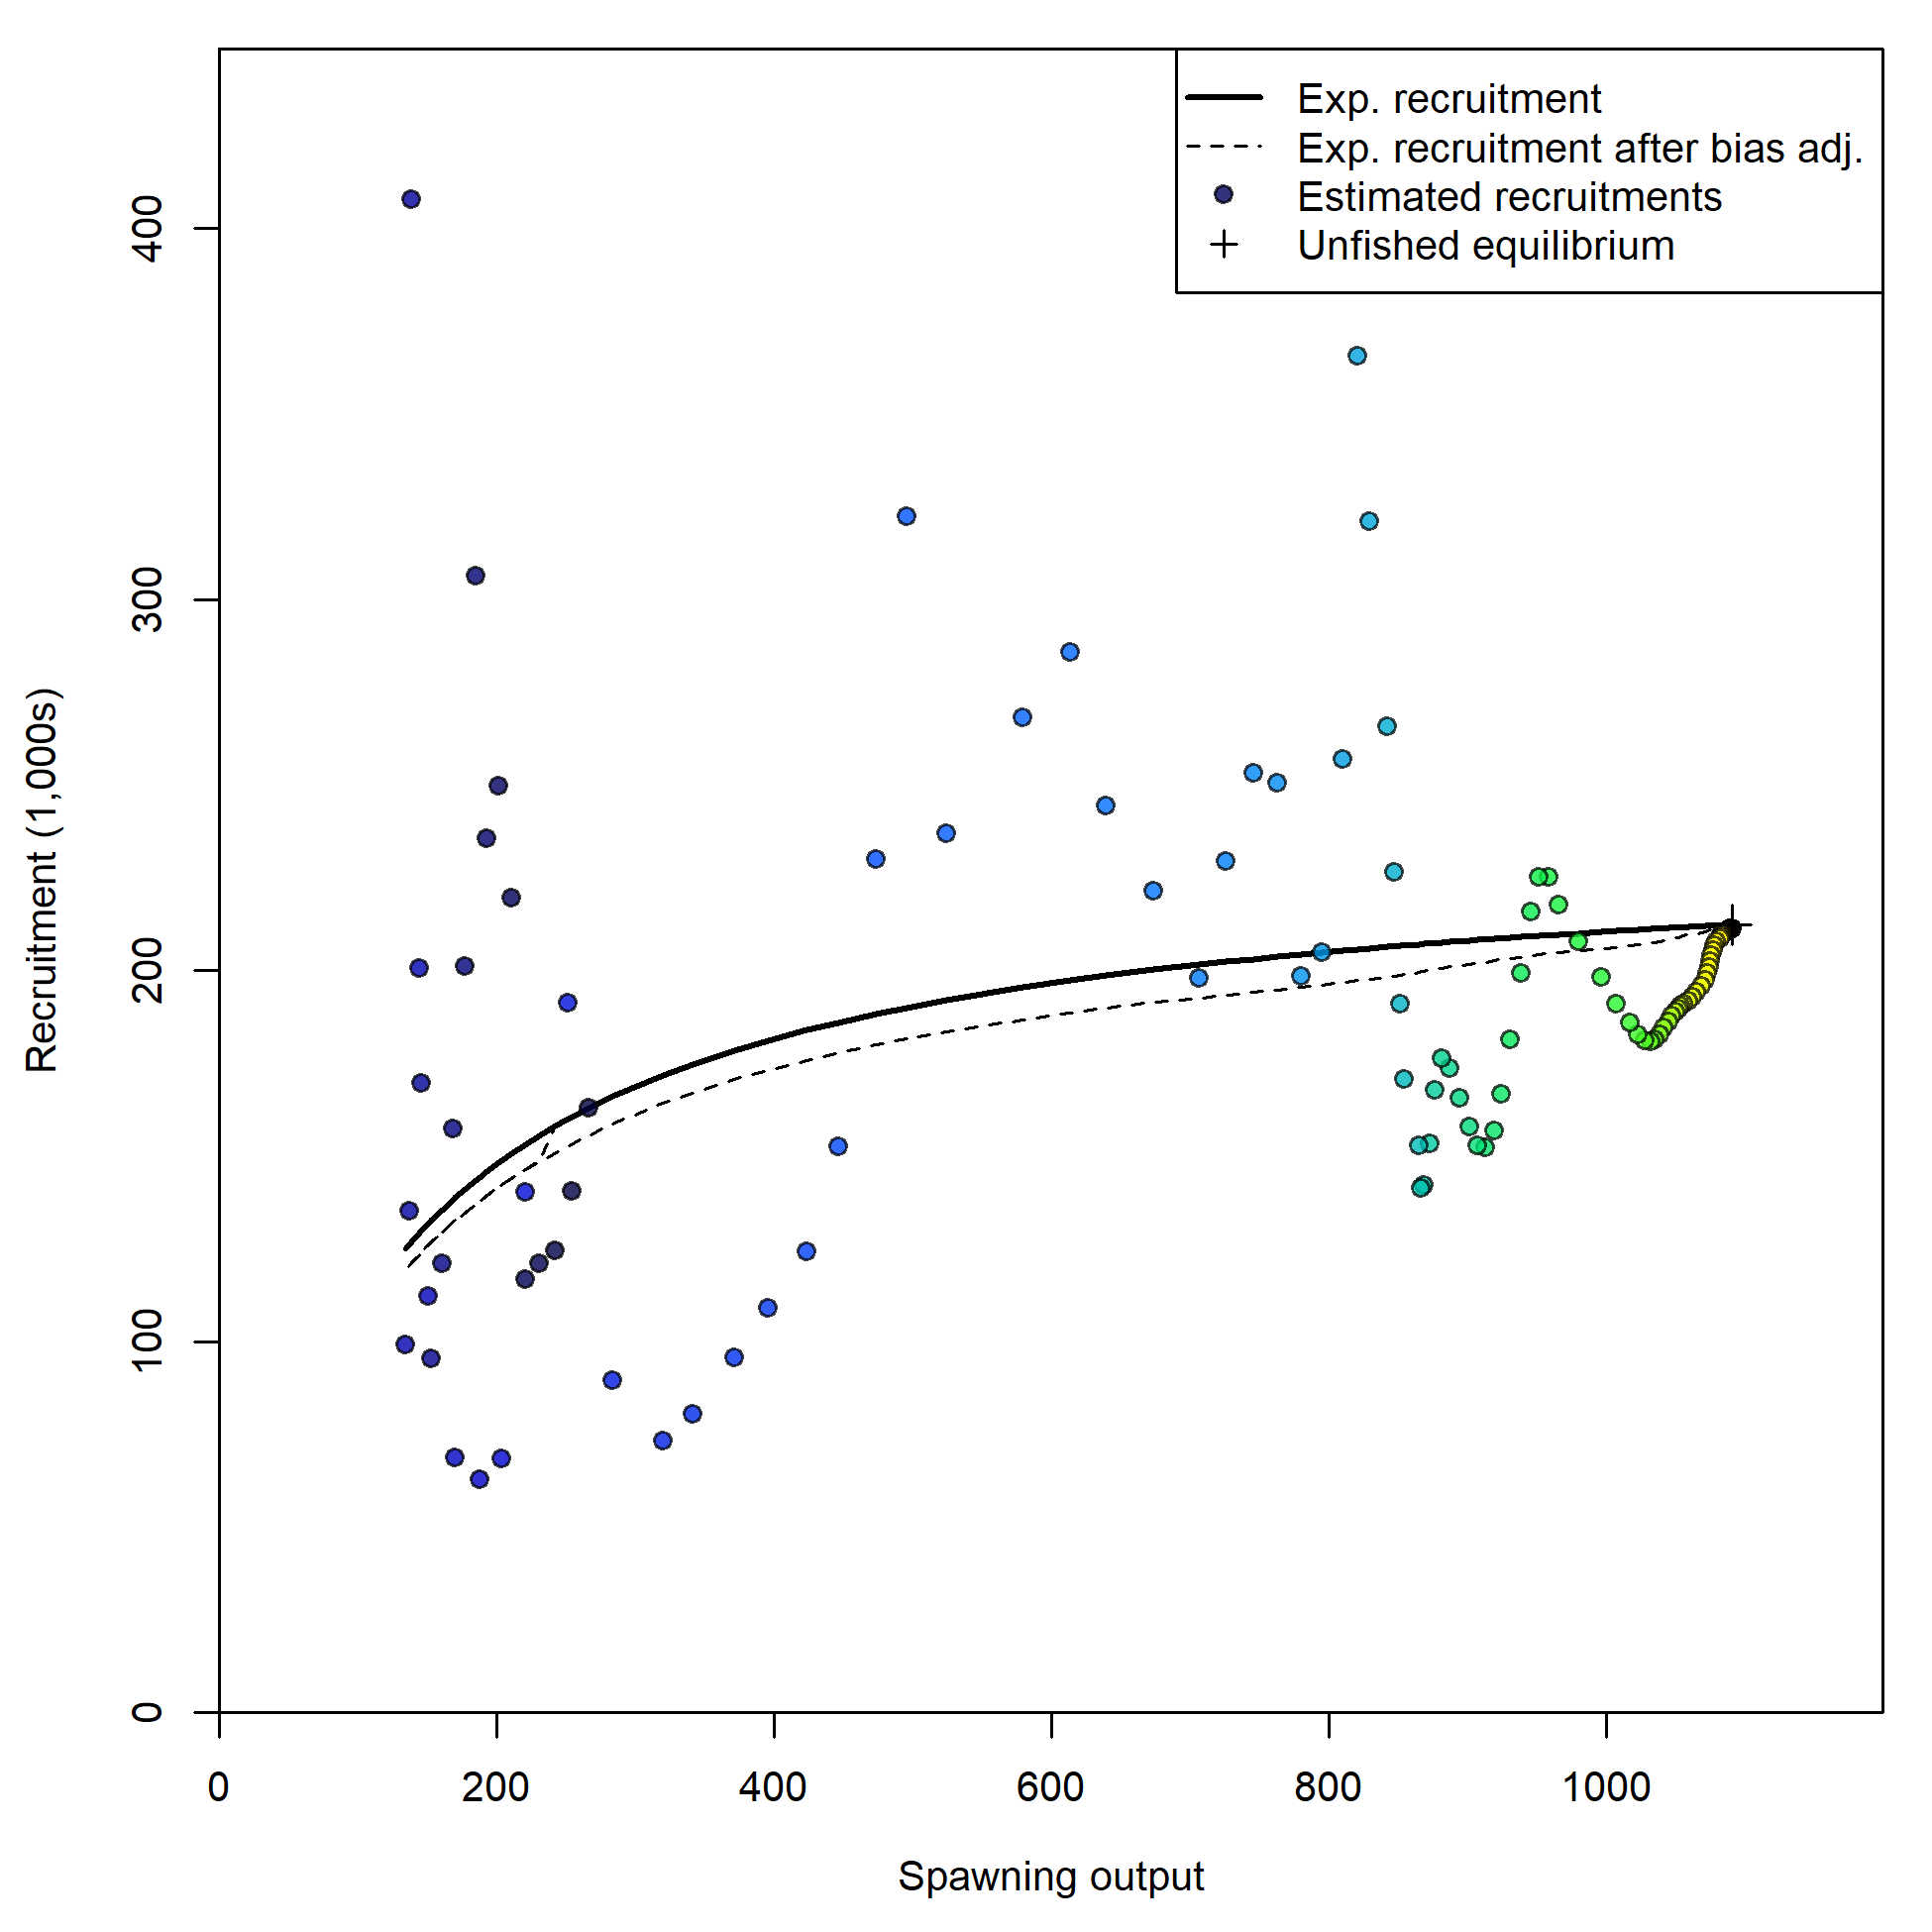 Exp. recruitment
Exp. recruitment after bias adj.
Estimated recruitments
Unfished equilibrium
400
300
200
100
0
Recruitment (1,000s)
0 200 400 600 800 1000
Spawning output